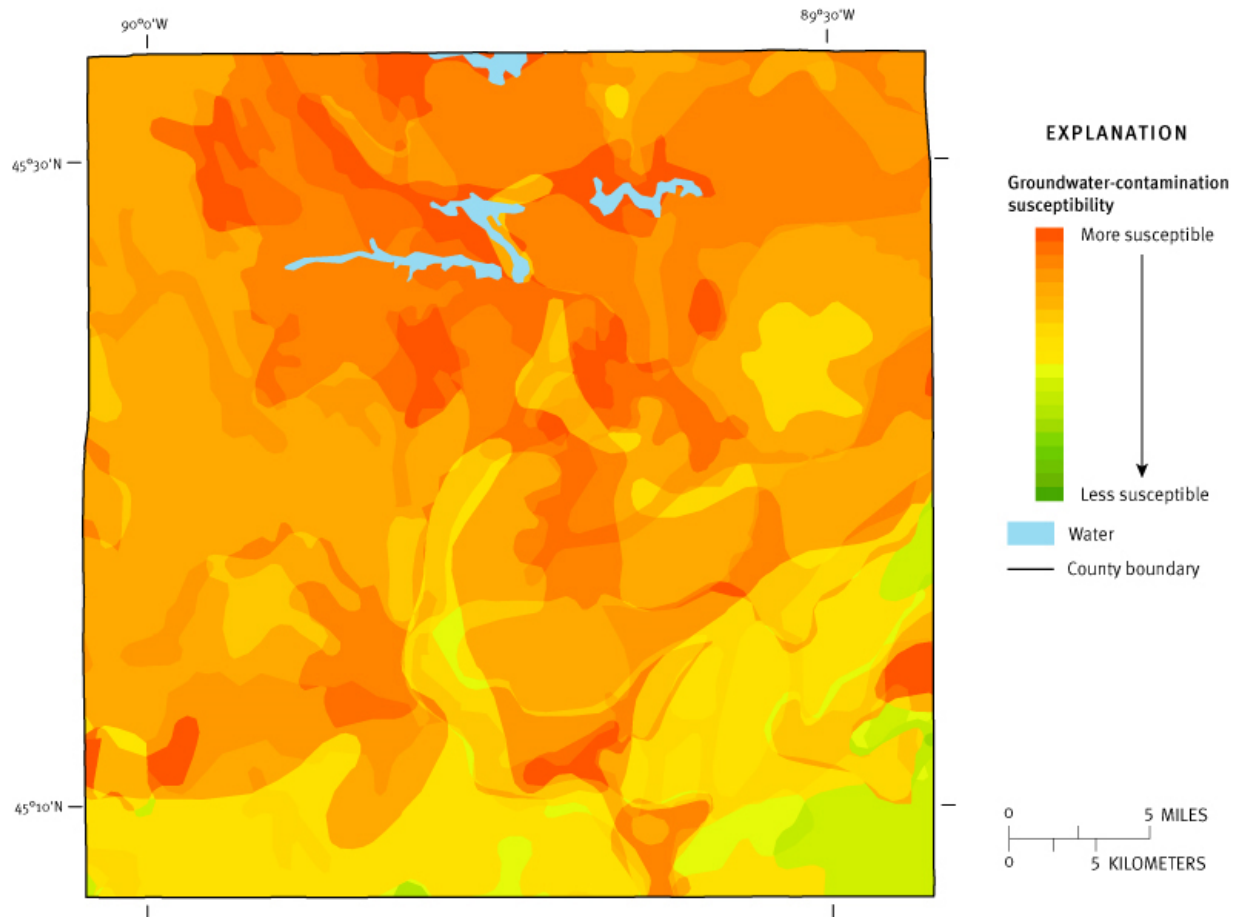 90°0'W
89°30'W
45°30'N
45°10'N
EXPLANATION
Groundwater-contamination
susceptibility
More susceptible
Less susceptible
Water
County boundary
0 5 MILES
0 5 KILOMETERS